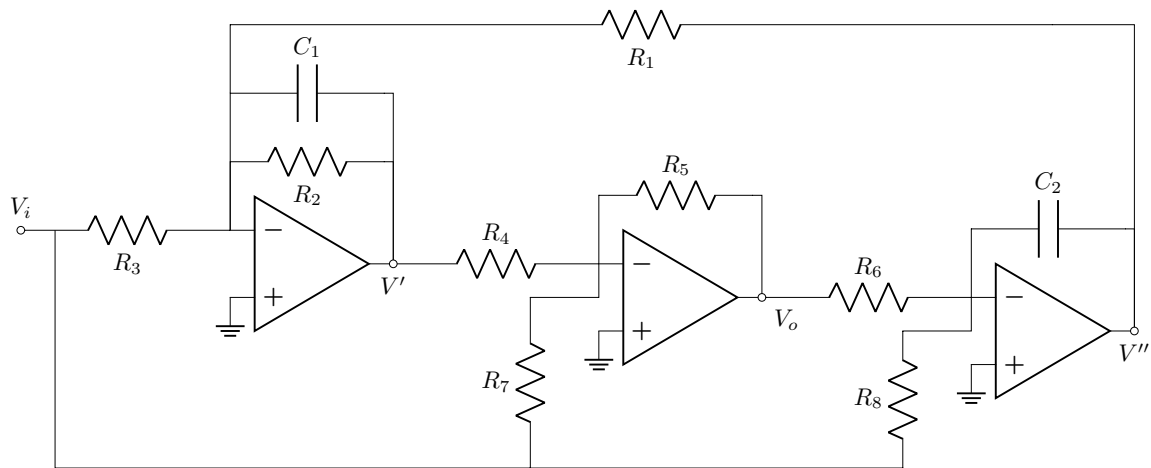 R₁
C₁
R₂
R₅
C₂
Vᵢ
R₃
R₄
R₆
V′
Vₒ
V″
R₇
R₈
− +
− +
− +